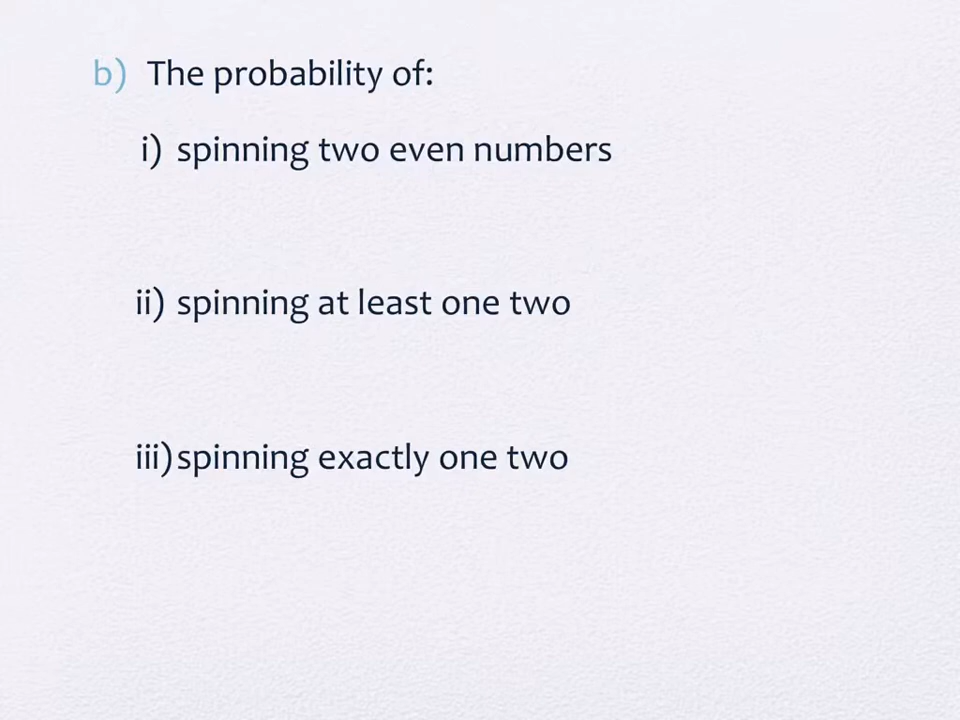 b) The probability of:
i) spinning two even numbers
ii) spinning at least one two
iii) spinning exactly one two